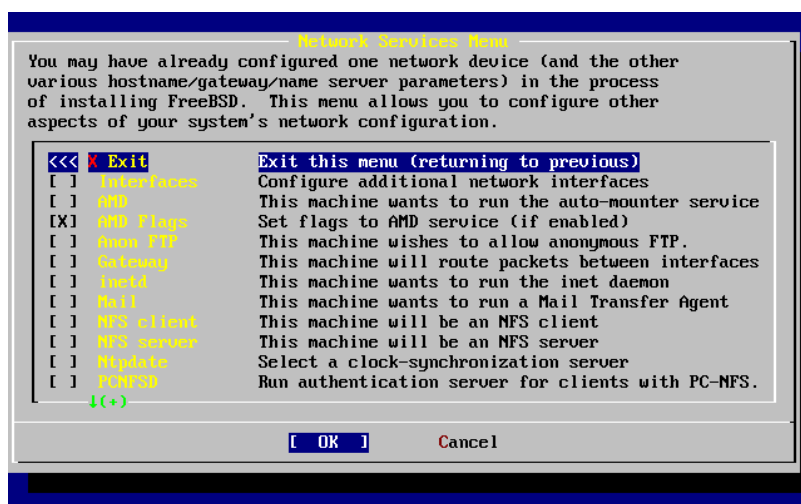 Network Services Menu
You may have already configured one network device (and the other
various hostname/gateway/name server parameters) in the process
of installing FreeBSD.  This menu allows you to configure other
aspects of your system's network configuration.
<<< X Exit Exit this menu (returning to previous)
[ ] Interfaces Configure additional network interfaces
[ ] AMD This machine wants to run the auto-mounter service
[X] AMD Flags Set flags to AMD service (if enabled)
[ ] Anon FTP This machine wishes to allow anonymous FTP.
[ ] Gateway This machine will route packets between interfaces
[ ] inetd This machine wants to run the inet daemon
[ ] Mail This machine wants to run a Mail Transfer Agent
[ ] NFS client This machine will be an NFS client
[ ] NFS server This machine will be an NFS server
[ ] Ntpdate Select a clock-synchronization server
[ ] PCNFSD Run authentication server for clients with PC-NFS.
↓(+)
[ OK ] Cancel